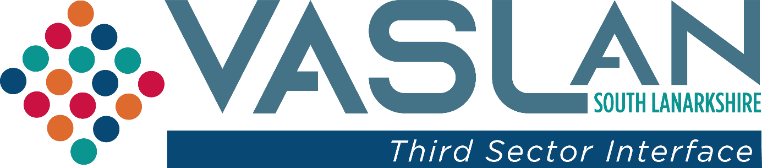 VASLAN
SOUTH LANARKSHIRE
Third Sector Interface